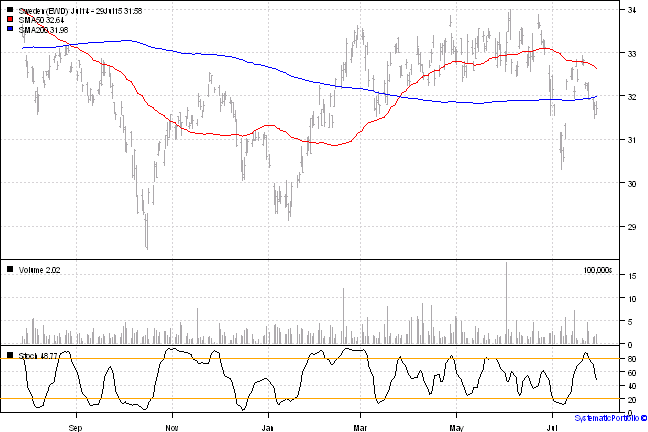 Sweden (EWD) Jul14 - 29Jul15 31.58
SMA50 32.64
SMA200 31.98
34
33
32
31
30
29
Volume 2.02
100,000s
15
10
5
0
Stoch 48.77
80
60
40
20
0
Sep
Nov
Jan
Mar
May
Jul
SystematicPortfolio ©